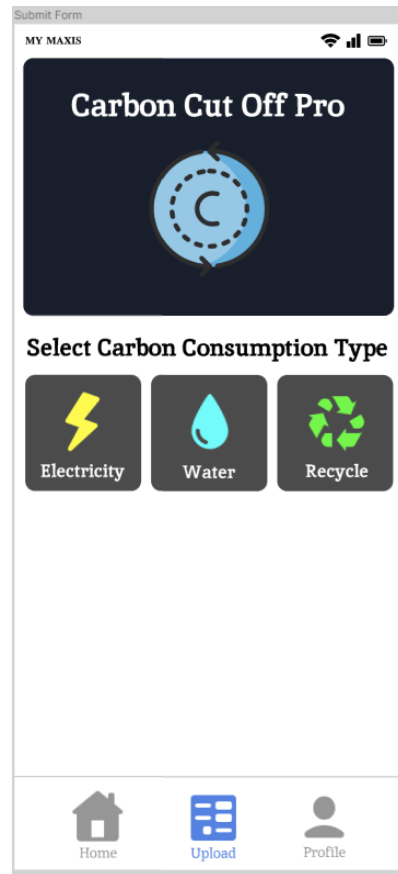 Submit Form
MY MAXIS
Carbon Cut Off Pro
C
Select Carbon Consumption Type
Electricity Water Recycle
Home Upload Profile